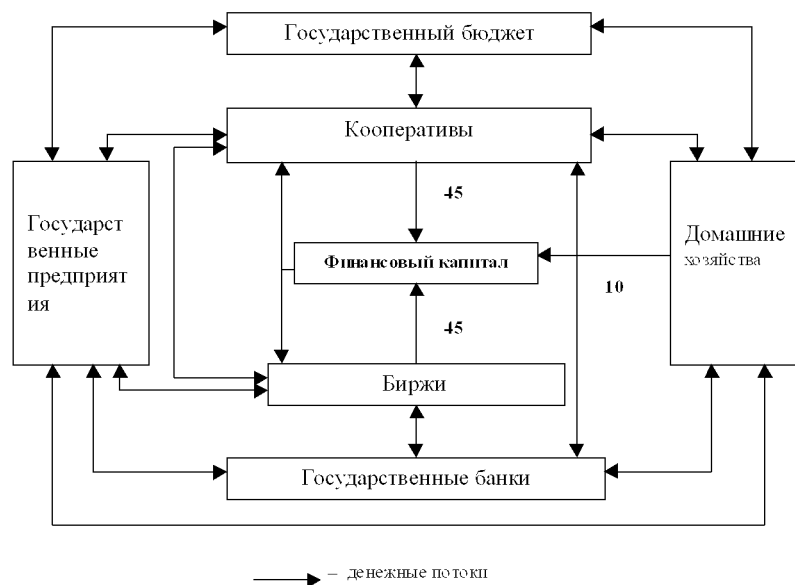 Государственный бюджет
Кооперативы
45
Государст
венные
предприят
ия
Домашние
хозяйства
Финансовый капитал
10
45
Биржи
Государственные банки
– денежные потоки